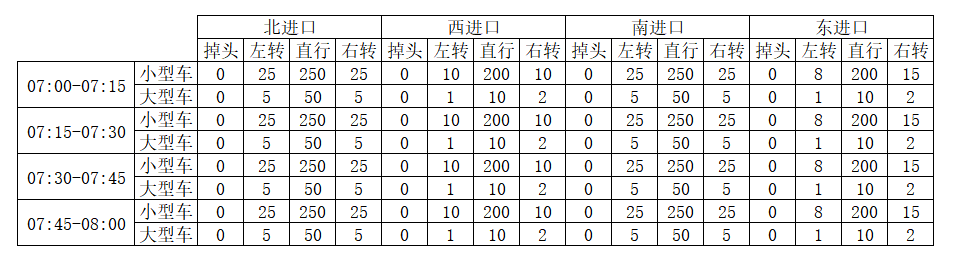 北进口 西进口 南进口 东进口
掉头 左转 直行 右转 掉头 左转 直行 右转 掉头 左转 直行 右转 掉头 左转 直行 右转
07:00-07:15 小型车 0 25 250 25 0 10 200 10 0 25 250 25 0 8 200 15
大型车 0 5 50 5 0 1 10 2 0 5 50 5 0 1 10 2
07:15-07:30 小型车 0 25 250 25 0 10 200 10 0 25 250 25 0 8 200 15
大型车 0 5 50 5 0 1 10 2 0 5 50 5 0 1 10 2
07:30-07:45 小型车 0 25 250 25 0 10 200 10 0 25 250 25 0 8 200 15
大型车 0 5 50 5 0 1 10 2 0 5 50 5 0 1 10 2
07:45-08:00 小型车 0 25 250 25 0 10 200 10 0 25 250 25 0 8 200 15
大型车 0 5 50 5 0 1 10 2 0 5 50 5 0 1 10 2